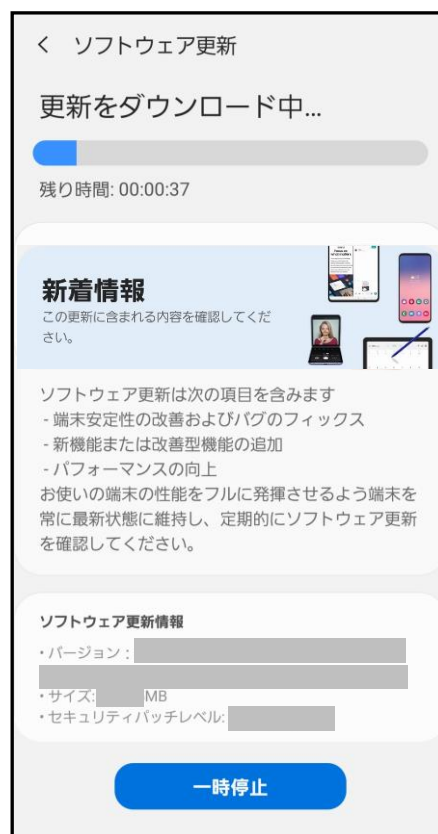 < ソフトウェア更新
更新をダウンロード中...
残り時間: 00:00:37
新着情報
この更新に含まれる内容を確認してくだ
さい。
ソフトウェア更新は次の項目を含みます
- 端末安定性の改善およびバグのフィックス
- 新機能または改善型機能の追加
- パフォーマンスの向上
お使いの端末の性能をフルに発揮させるよう端末を
常に最新状態に維持し、定期的にソフトウェア更新
を確認してください。
ソフトウェア更新情報
・バージョン :
・サイズ: MB
・セキュリティパッチレベル:
一時停止